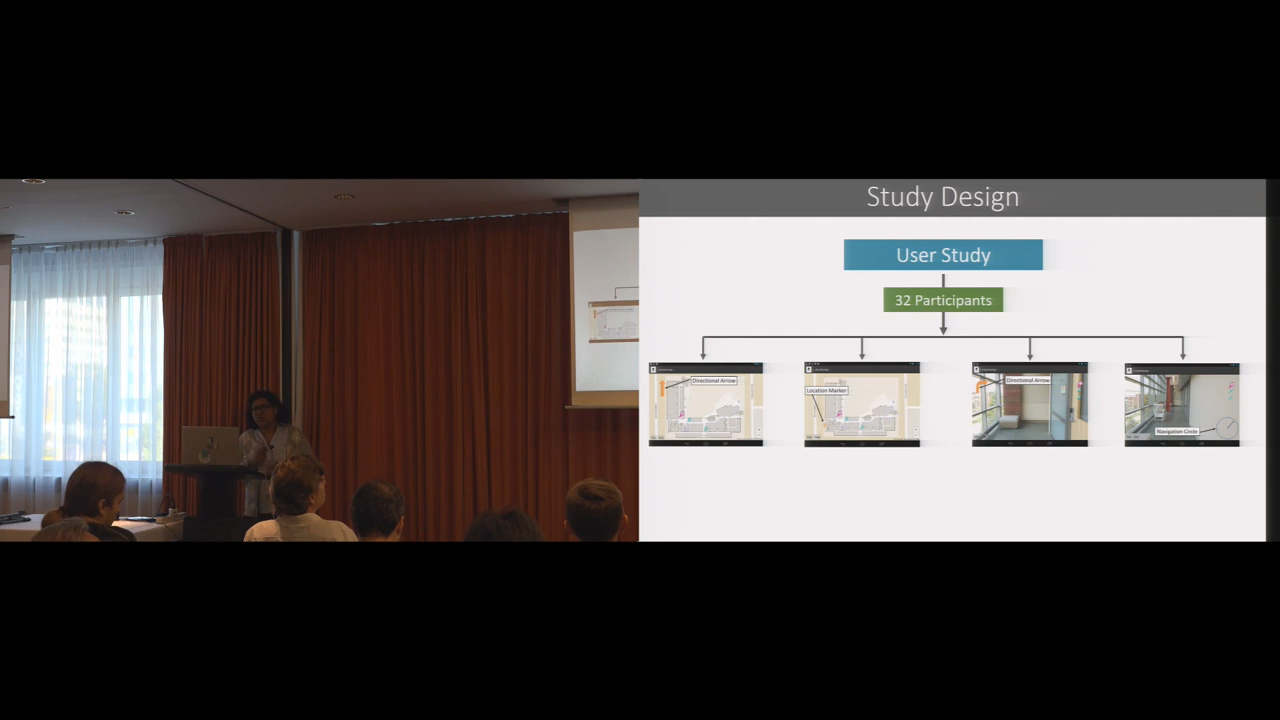 Study Design
User Study
32 Participants
Directional Arrow
Location Marker
Directional Arrow
Navigation Circle